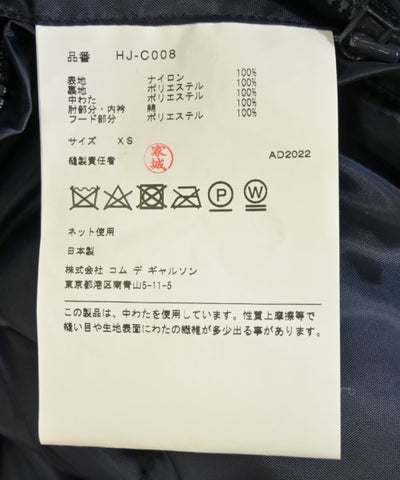 品番 HJ-C008
表地 ナイロン 100%
裏地 ポリエステル 100%
中わた ポリエステル 100%
肘部分・内衿 綿 100%
フード部分 ポリエステル 100%
サイズ XS
縫製責任者 家城 AD2022
P W
ネット使用
日本製
株式会社 コム デ ギャルソン
東京都港区南青山5-11-5
この製品は、中わたを使用しています。性質上摩擦等で
縫い目や生地表面にわたの繊維が多少出る事があります。